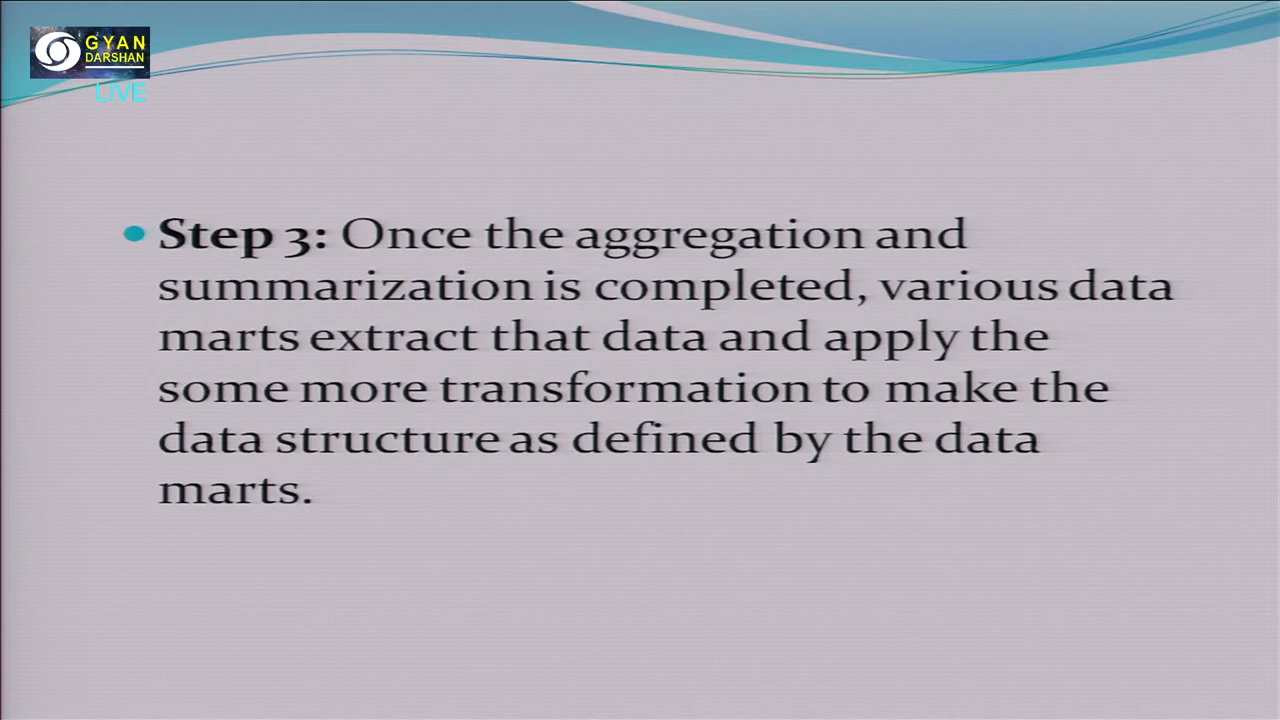 GYAN
DARSHAN
LIVE
• Step 3: Once the aggregation and
summarization is completed, various data
marts extract that data and apply the
some more transformation to make the
data structure as defined by the data
marts.